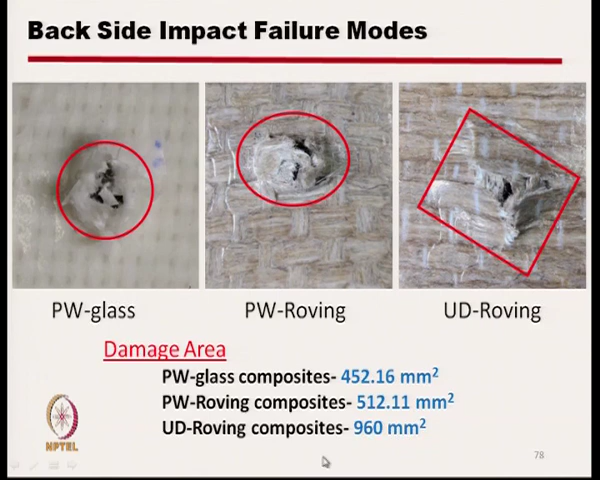 Back Side Impact Failure Modes
PW-glass
PW-Roving
UD-Roving
Damage Area
PW-glass composites- 452.16 mm²
PW-Roving composites- 512.11 mm²
UD-Roving composites- 960 mm²
NPTEL
78